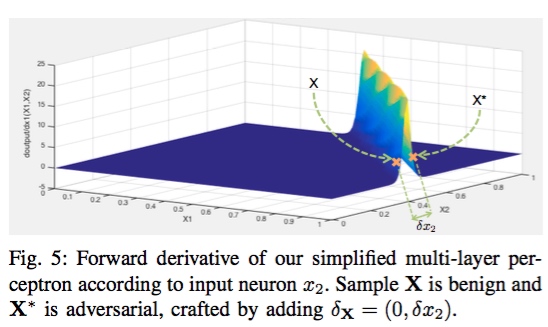 25
20
15
10
5
0
-5
doutput/dx1(X1,X2)
0
0.1
0.2
0.3
0.4
0.5
0.6
0.7
0.8
0.9
1
X1
0
0.2
0.4
0.6
0.8
1
X2
X
X*
δx₂
Fig. 5: Forward derivative of our simplified multi-layer per-
ceptron according to input neuron x₂. Sample X is benign and
X* is adversarial, crafted by adding δ_X = (0, δx₂).